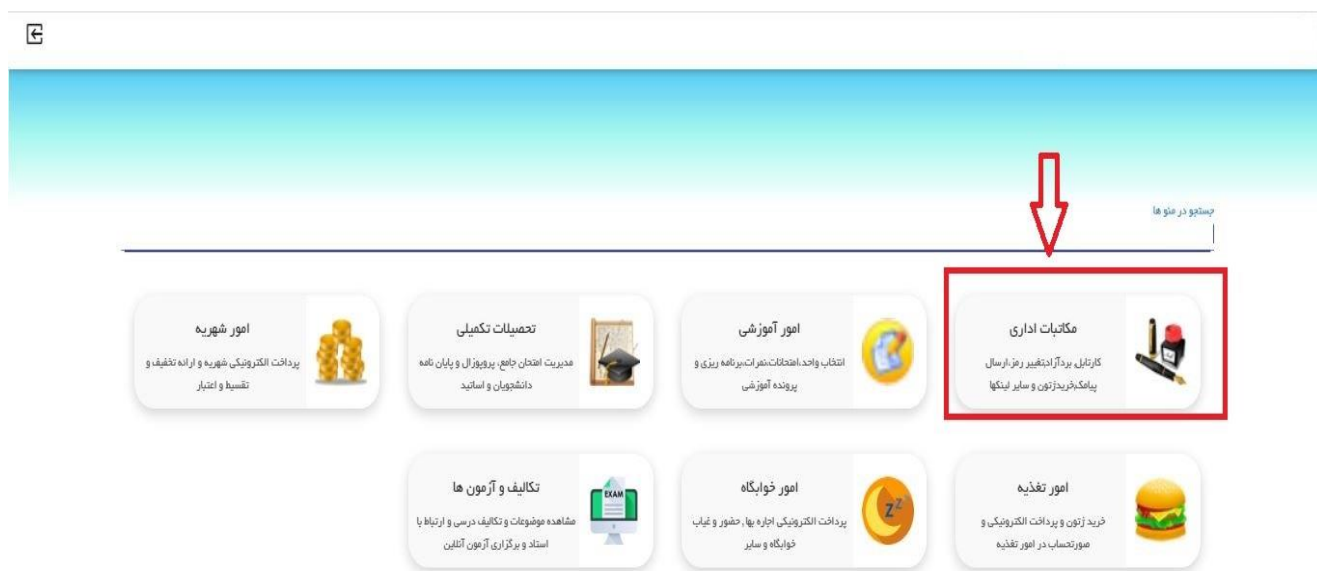 جستجو در منو ها
مکاتبات اداری
کارتابل, بردآزاد,تغییر رمز,ارسال
پیامک,خریدژتون و سایر لینکها
امور آموزشی
انتخاب واحد,امتحانات,نمرات,برنامه ریزی و
پرونده آموزشی
تحصیلات تکمیلی
مدیریت امتحان جامع، پروپوزال و پایان نامه
دانشجویان و اساتید
امور شهریه
پرداخت الکترونیکی شهریه و ارائه تخفیف و
تقسیط و اعتبار
امور تغذیه
خرید ژتون و پرداخت الکترونیکی و
صورتحساب در امور تغذیه
امور خوابگاه
پرداخت الکترونیکی اجاره بها, حضور و غیاب
خوابگاه و سایر
تکالیف و آزمون ها
مشاهده موضوعات و تکالیف درسی و ارتباط با
استاد و برگزاری آزمون آنلاین
EXAM
zzz